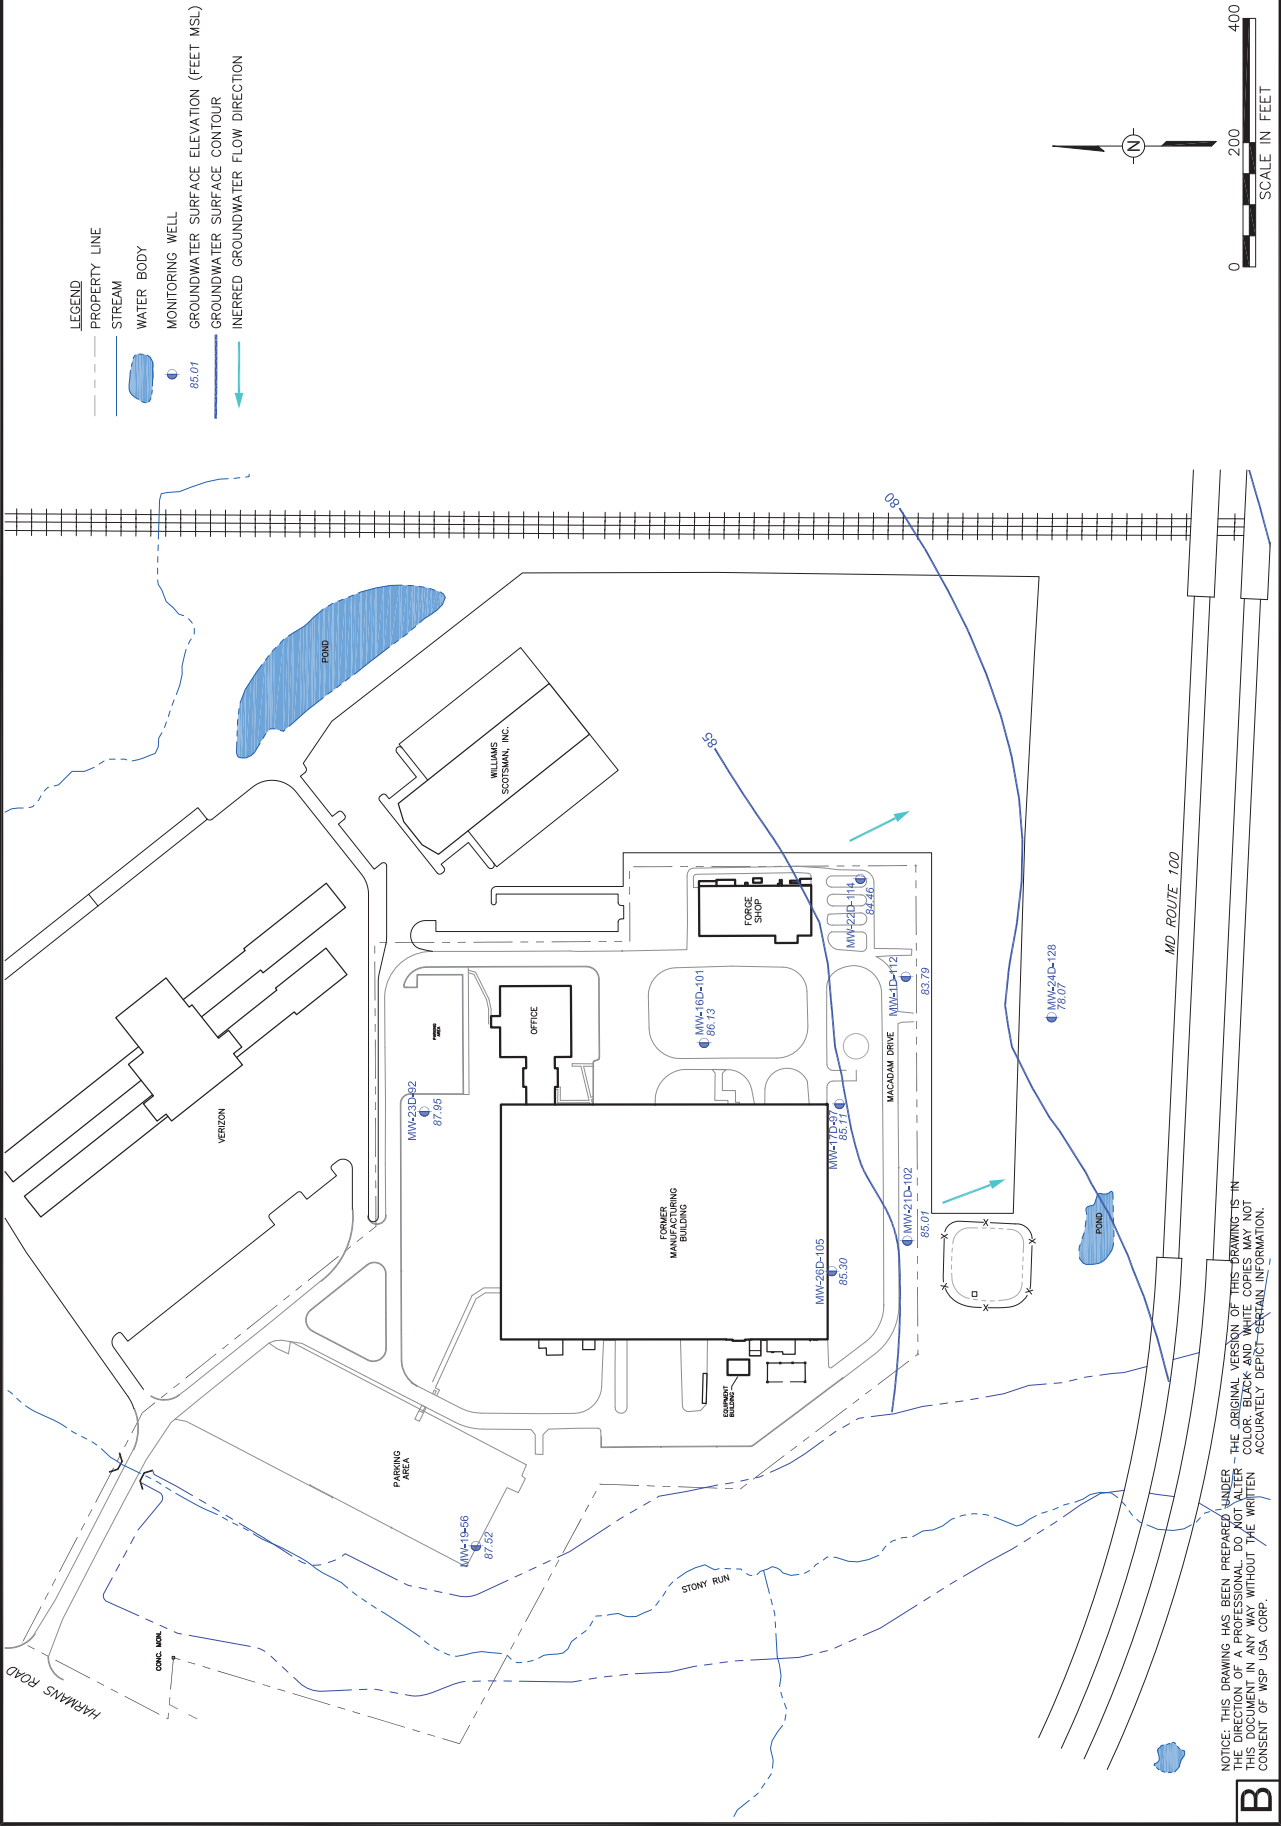 LEGEND
PROPERTY LINE
STREAM
WATER BODY
MONITORING WELL
85.01
GROUNDWATER SURFACE ELEVATION (FEET MSL)
GROUNDWATER SURFACE CONTOUR
INERRED GROUNDWATER FLOW DIRECTION
N
0 200 400
SCALE IN FEET
POND
WILLIAMS
SCOTSMAN, INC.
VERIZON
80
85
FORGE
SHOP
MW-22D-114
84.46
MW-1D-112
83.79
MW-24D-128
78.07
MW-16D-101
86.13
OFFICE
PARKING
AREA
MW-23D-92
87.95
MACADAM DRIVE
MW-17D-97
85.11
MW-21D-102
85.01
FORMER
MANUFACTURING
BUILDING
MW-26D-105
85.30
EQUIPMENT
BUILDING
POND
MD ROUTE 100
PARKING
AREA
MW-19-56
87.52
STONY RUN
CONC. MON.
HARMANS ROAD
X
X
X
X
X
X
NOTICE: THIS DRAWING HAS BEEN PREPARED UNDER
THE DIRECTION OF A PROFESSIONAL. DO NOT ALTER
THIS DOCUMENT IN ANY WAY WITHOUT THE WRITTEN
CONSENT OF WSP USA CORP.
THE ORIGINAL VERSION OF THIS DRAWING IS IN
COLOR. BLACK AND WHITE COPIES MAY NOT
ACCURATELY DEPICT CERTAIN INFORMATION.
B